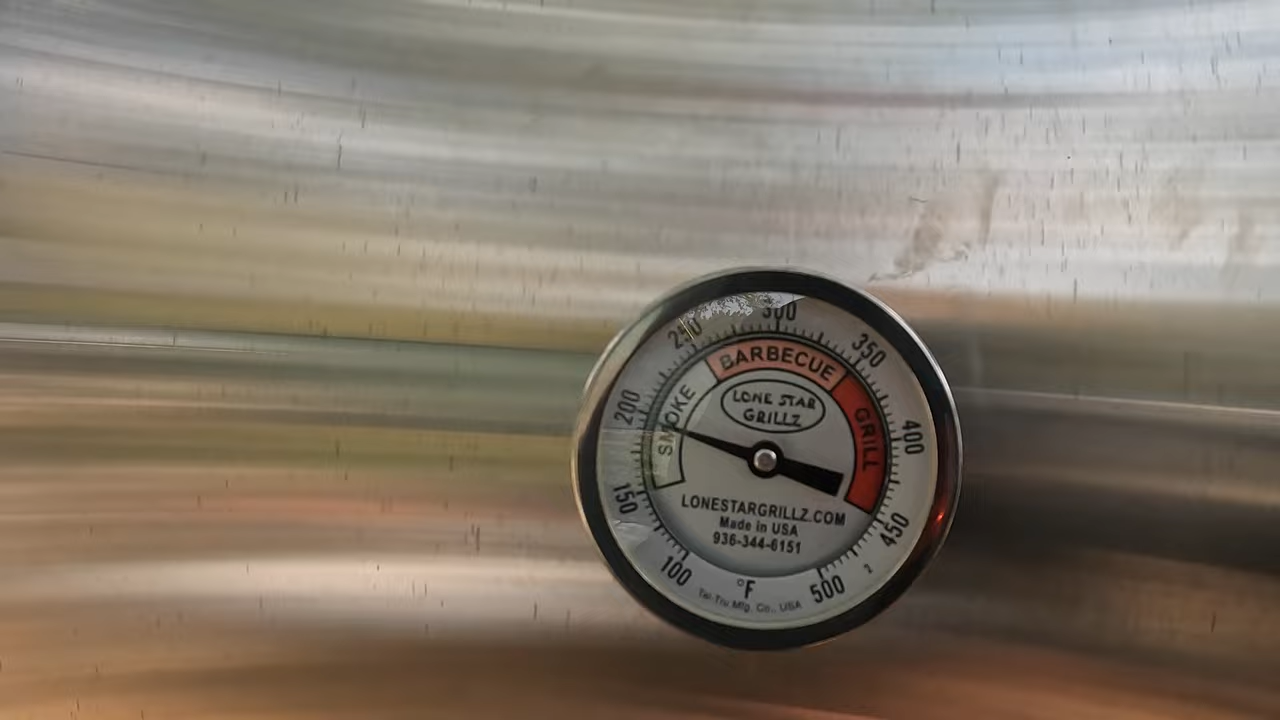 300
250
350
BARBECUE
200
SMOKE
LONE STAR
GRILLZ
GRILL
400
150
LONESTARGRILLZ.COM
Made in USA
936-344-6151
450
100
°F
500
2
Tel-Tru Mfg. Co., USA